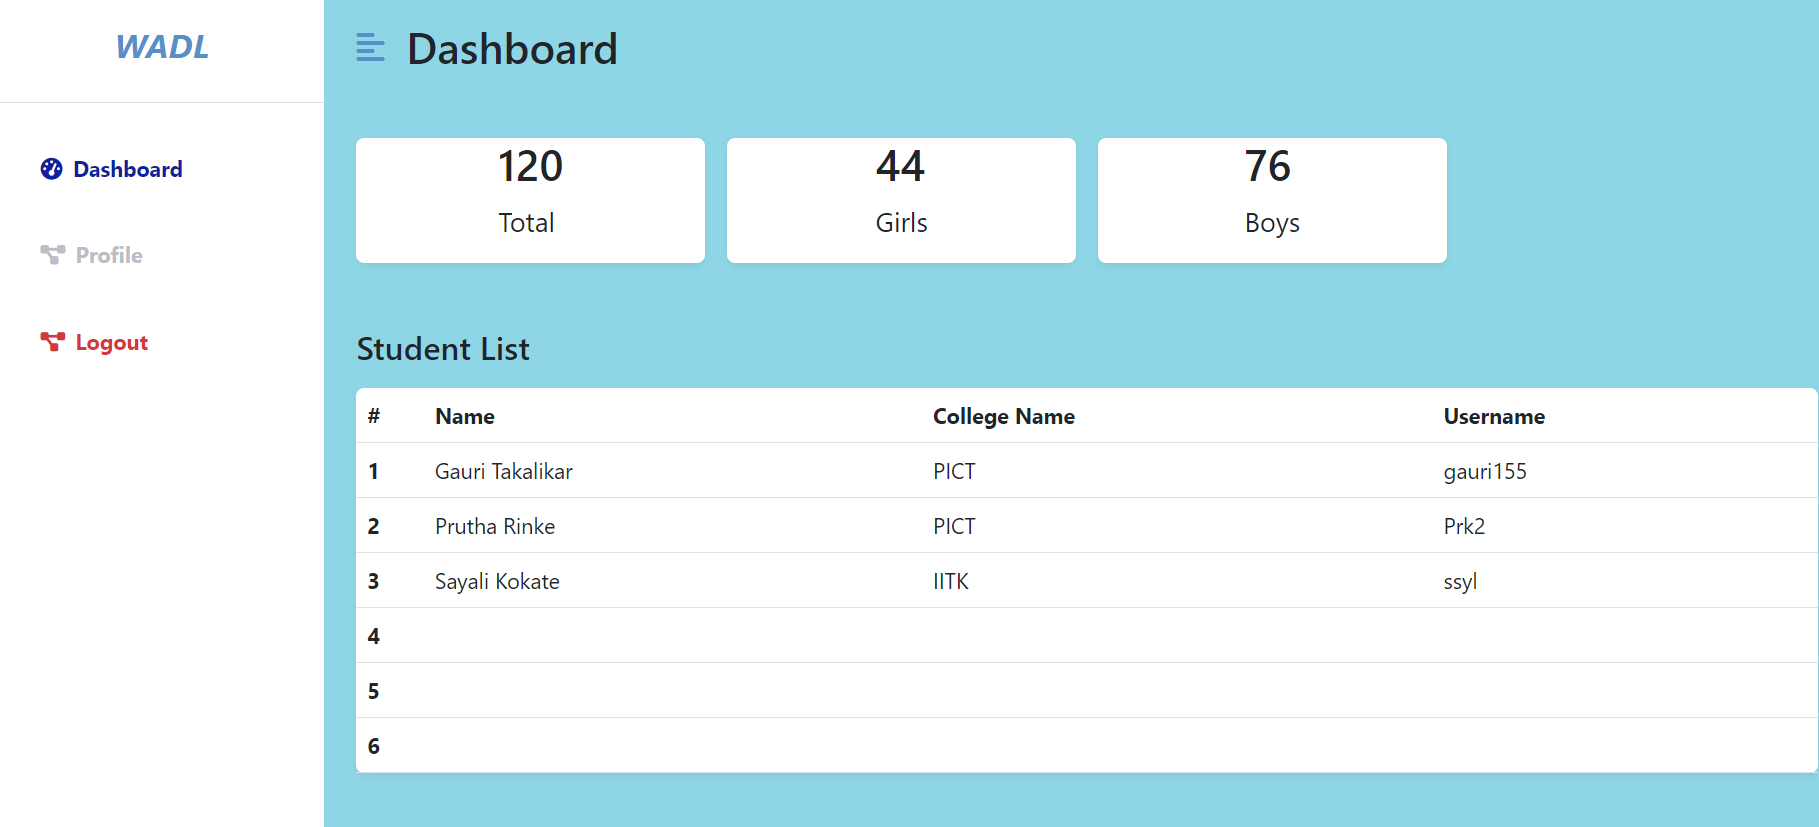 WADL
Dashboard
Profile
Logout
Dashboard
120 44 76
Total Girls Boys
Student List
# Name College Name Username
1 Gauri Takalikar PICT gauri155
2 Prutha Rinke PICT Prk2
3 Sayali Kokate IITK ssyl
4
5
6